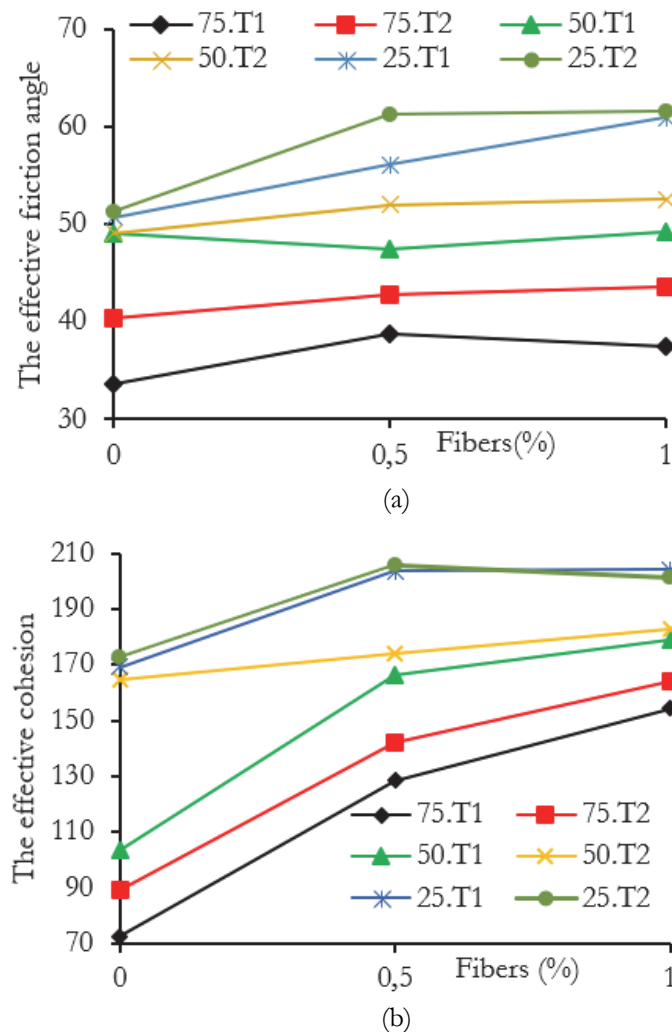 70
75.T1 75.T2 50.T1
50.T2 25.T1 25.T2
60
50
40
30
The effective friction angle
Fibers(%)
0 0,5 1
(a)
210
190
170
150
130
110
90
70
The effective cohesion
75.T1 75.T2
50.T1 50.T2
25.T1 25.T2
Fibers (%)
0 0,5 1
(b)